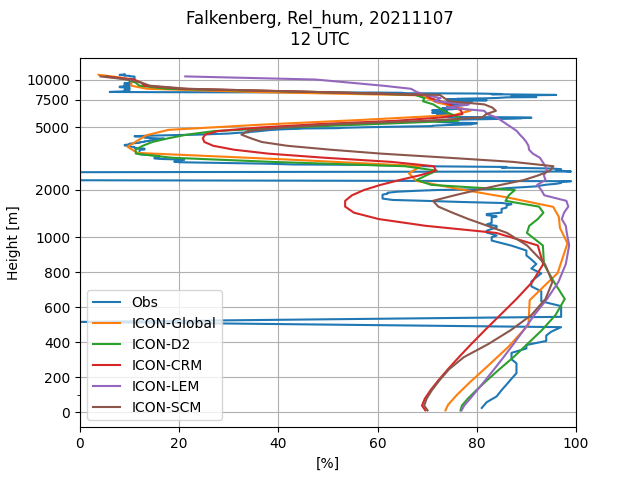 Falkenberg, Rel_hum, 20211107
12 UTC
10000
7500
5000
2000
1000
800
600
400
200
0
Height [m]
Obs
ICON-Global
ICON-D2
ICON-CRM
ICON-LEM
ICON-SCM
0 20 40 60 80 100
[%]